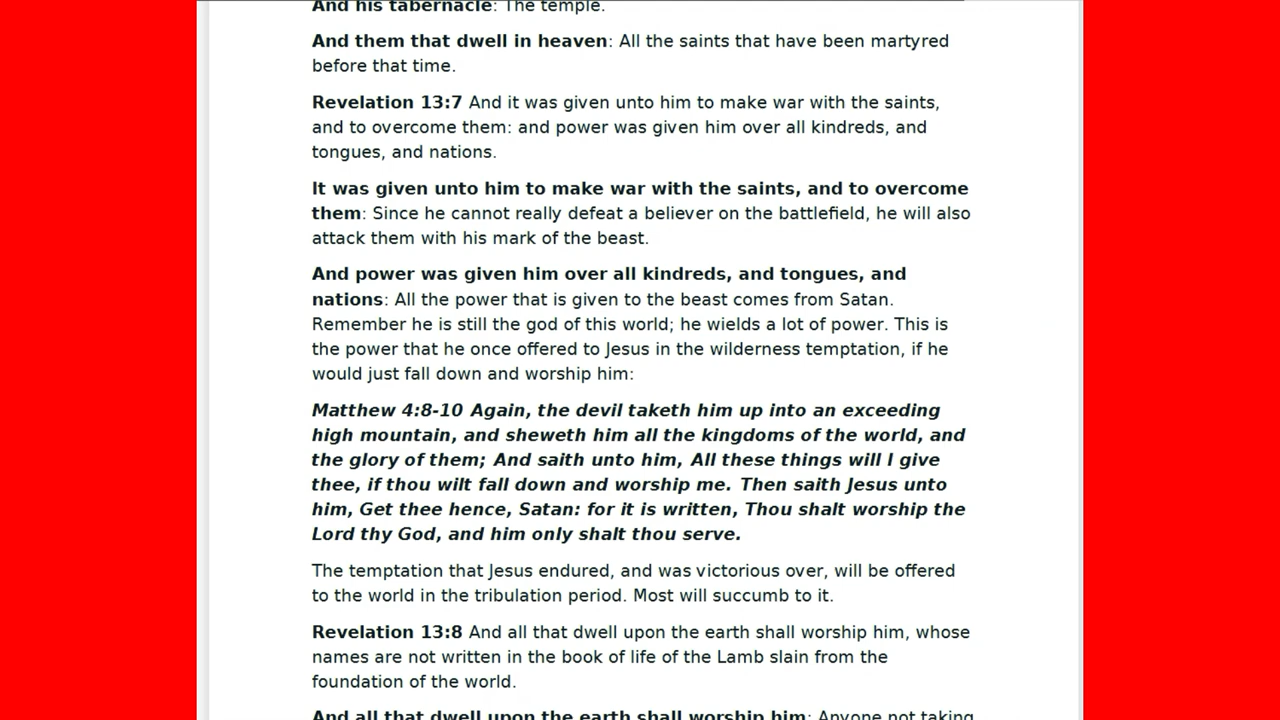 And his tabernacle: The temple.
And them that dwell in heaven: All the saints that have been martyred
before that time.
Revelation 13:7 And it was given unto him to make war with the saints,
and to overcome them: and power was given him over all kindreds, and
tongues, and nations.
It was given unto him to make war with the saints, and to overcome
them: Since he cannot really defeat a believer on the battlefield, he will also
attack them with his mark of the beast.
And power was given him over all kindreds, and tongues, and
nations: All the power that is given to the beast comes from Satan.
Remember he is still the god of this world; he wields a lot of power. This is
the power that he once offered to Jesus in the wilderness temptation, if he
would just fall down and worship him:
Matthew 4:8-10 Again, the devil taketh him up into an exceeding
high mountain, and sheweth him all the kingdoms of the world, and
the glory of them; And saith unto him, All these things will I give
thee, if thou wilt fall down and worship me. Then saith Jesus unto
him, Get thee hence, Satan: for it is written, Thou shalt worship the
Lord thy God, and him only shalt thou serve.
The temptation that Jesus endured, and was victorious over, will be offered
to the world in the tribulation period. Most will succumb to it.
Revelation 13:8 And all that dwell upon the earth shall worship him, whose
names are not written in the book of life of the Lamb slain from the
foundation of the world.
And all that dwell upon the earth shall worship him: Anyone not taking